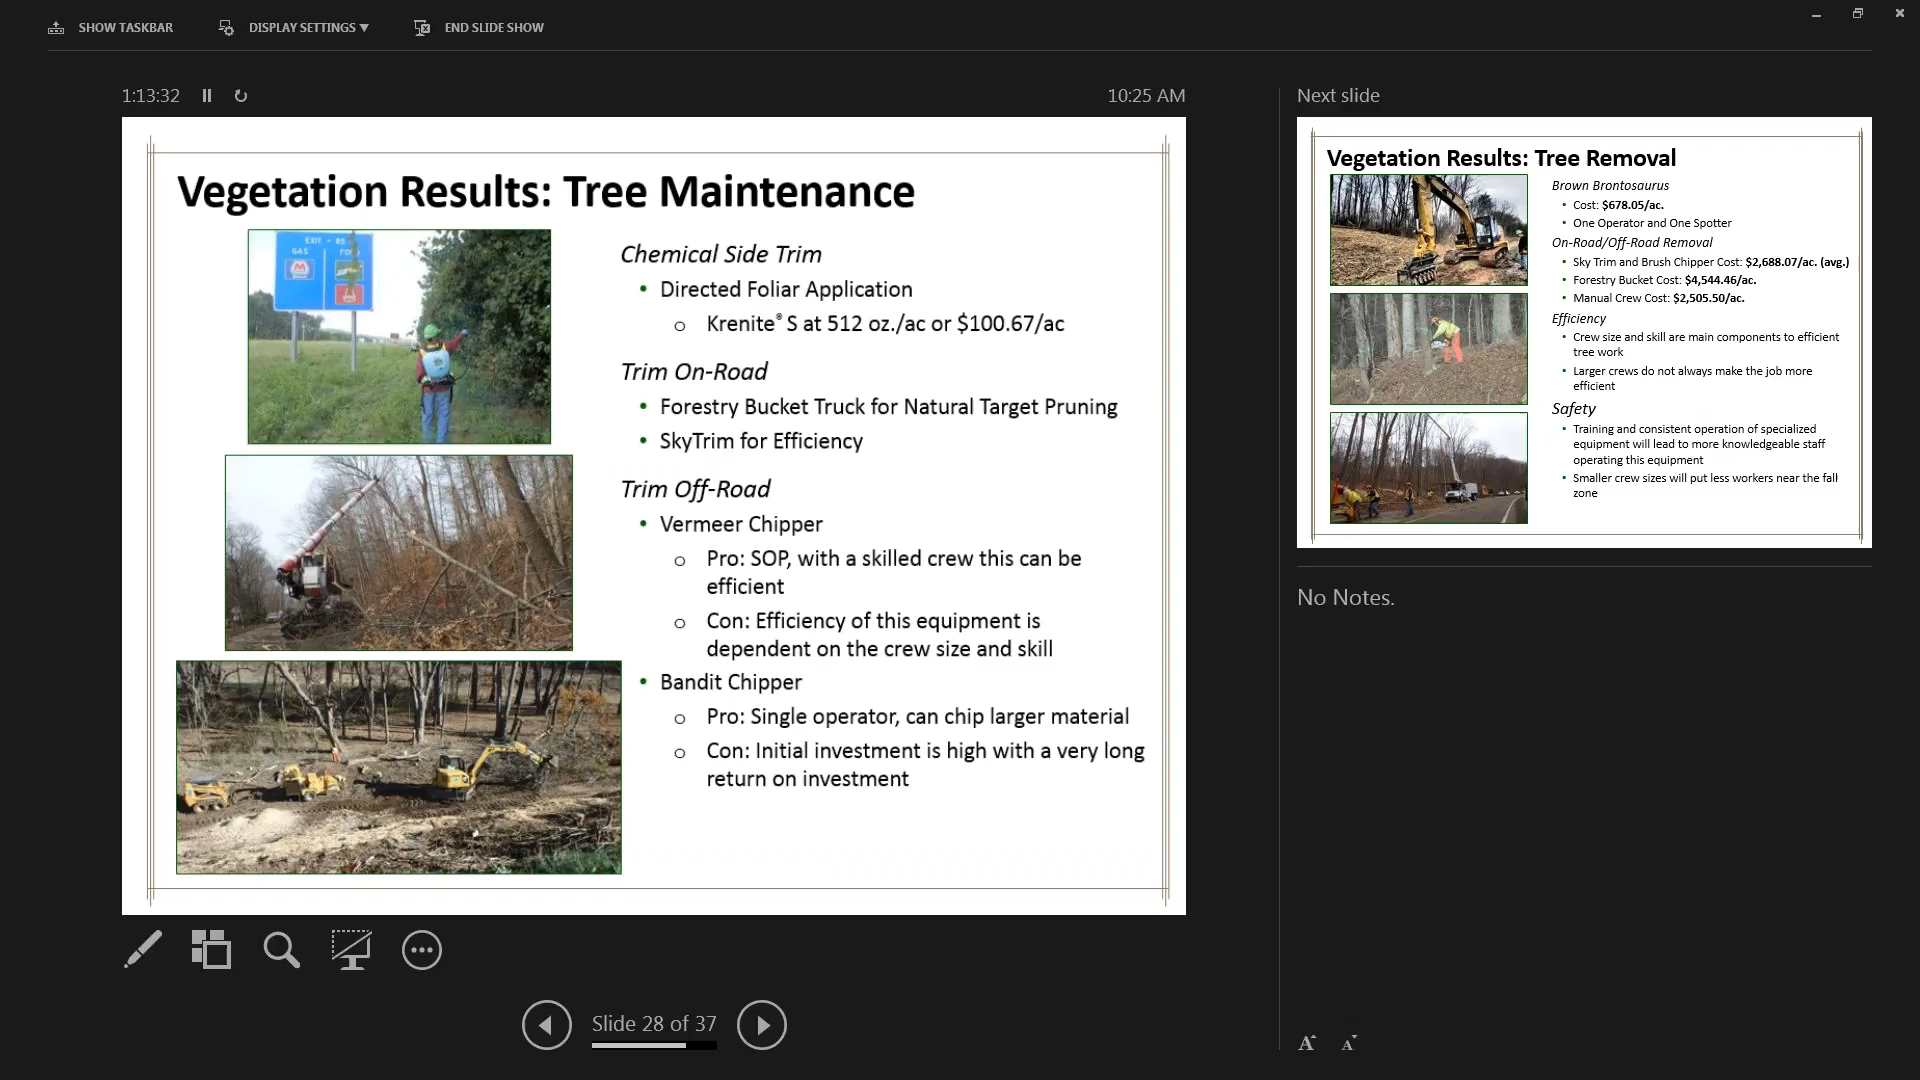 SHOW TASKBAR
DISPLAY SETTINGS ▼
END SLIDE SHOW
1:13:32
10:25 AM
Vegetation Results: Tree Maintenance
EXIT - 65
GAS
Chemical Side Trim
• Directed Foliar Application
o Krenite® S at 512 oz./ac or $100.67/ac
Trim On-Road
• Forestry Bucket Truck for Natural Target Pruning
• SkyTrim for Efficiency
Trim Off-Road
• Vermeer Chipper
o Pro: SOP, with a skilled crew this can be
efficient
o Con: Efficiency of this equipment is
dependent on the crew size and skill
• Bandit Chipper
o Pro: Single operator, can chip larger material
o Con: Initial investment is high with a very long
return on investment
Slide 28 of 37
Next slide
Vegetation Results: Tree Removal
Brown Brontosaurus
• Cost: $678.05/ac.
• One Operator and One Spotter
On-Road/Off-Road Removal
• Sky Trim and Brush Chipper Cost: $2,688.07/ac. (avg.)
• Forestry Bucket Cost: $4,544.46/ac.
• Manual Crew Cost: $2,505.50/ac.
Efficiency
• Crew size and skill are main components to efficient
tree work
• Larger crews do not always make the job more
efficient
Safety
• Training and consistent operation of specialized
equipment will lead to more knowledgeable staff
operating this equipment
• Smaller crew sizes will put less workers near the fall
zone
No Notes.
A A